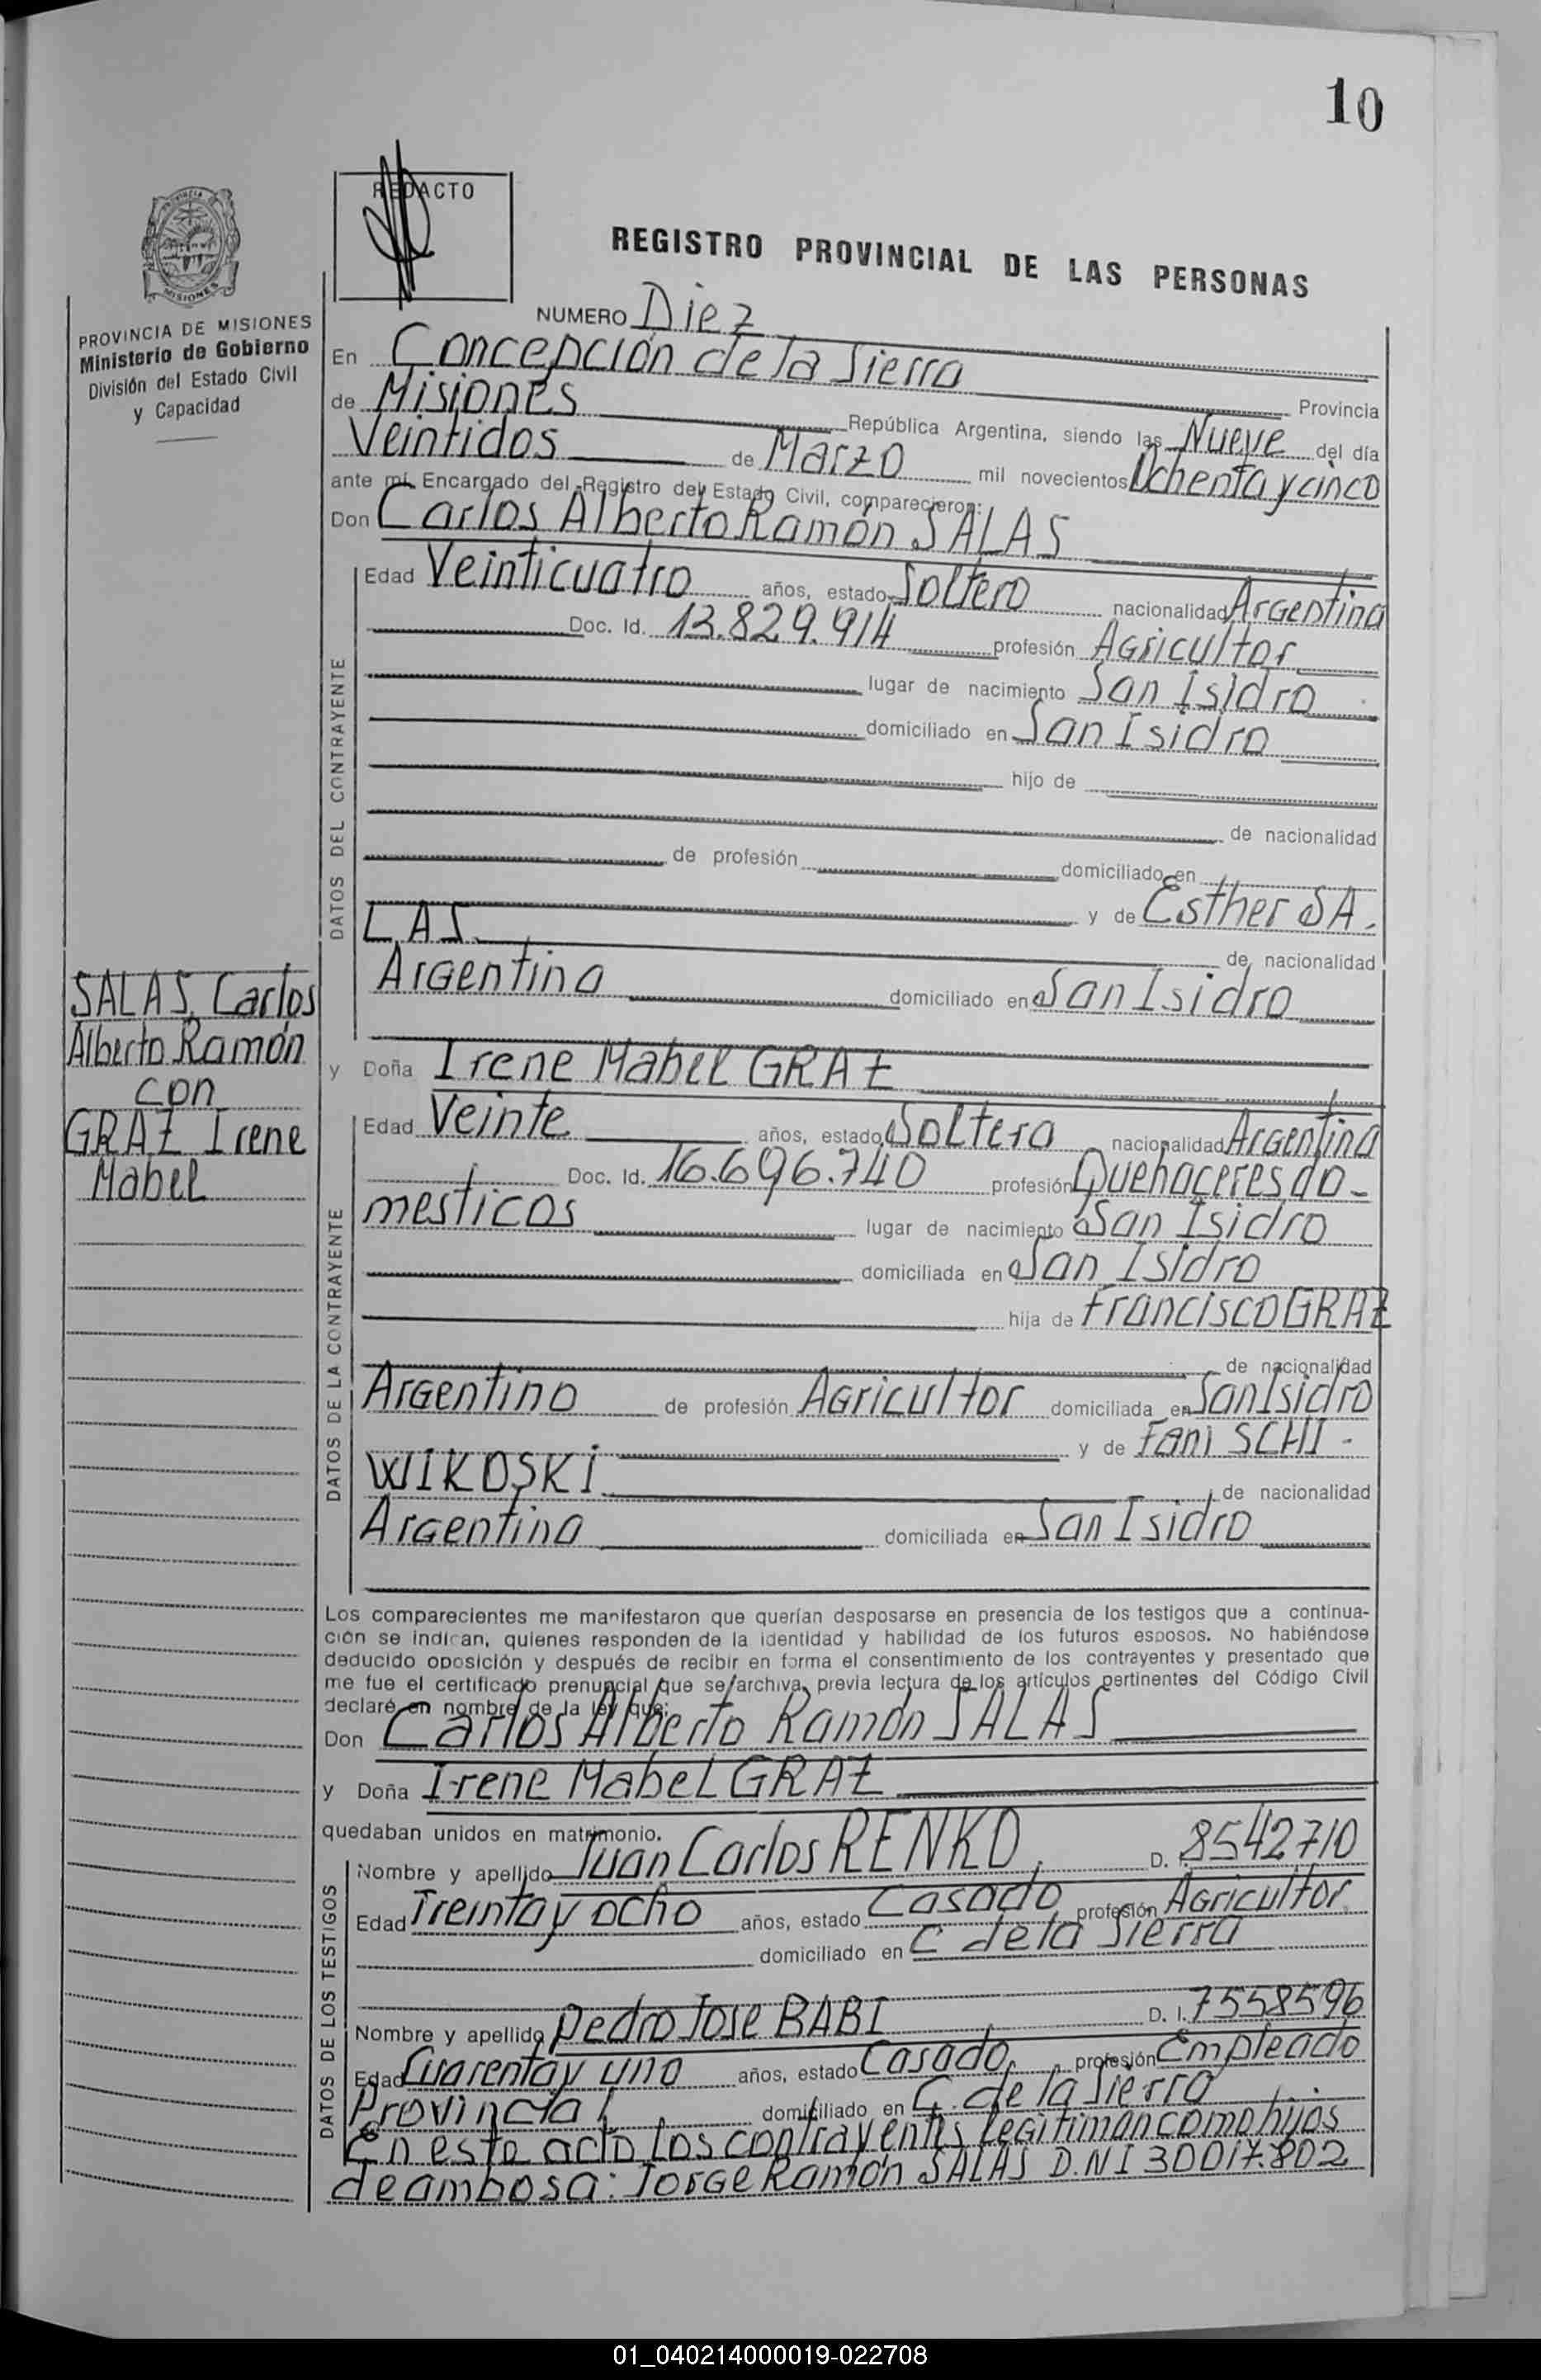 10
REDACTO
REGISTRO PROVINCIAL DE LAS PERSONAS
MISIONES
PROVINCIA DE MISIONES
Ministerio de Gobierno
División del Estado Civil
y Capacidad
SALAS, Carlos
Alberto Ramón
con
GRAZ Irene
Mabel
NUMERO Diez
En Concepción de la Sierra
Provincia
de Misiones República Argentina, siendo las Nueve del día
Veintidos de Marzo mil novecientos Ochenta y cinco
ante mí, Encargado del Registro del Estado Civil, comparecieron:
Don Carlos Alberto Ramón SALAS
DATOS DEL CONTRAYENTE
Edad Veinticuatro años, estado Soltero nacionalidad Argentina
Doc. Id. 13.829.914 profesión Agricultor
lugar de nacimiento San Isidro
domiciliado en San Isidro
hijo de
de nacionalidad
de profesión domiciliado en
y de Esther SA.
LAS
de nacionalidad
Argentina domiciliado en San Isidro
y Doña Irene Mabel GRAZ
DATOS DE LA CONTRAYENTE
Edad Veinte años, estado Soltera nacionalidad Argentina
Doc. Id. 16.696.740 profesión Quehaceres do-
mesticos lugar de nacimiento San Isidro
domiciliada en San Isidro
hija de Francisco GRAZ
de nacionalidad
Argentino de profesión Agricultor domiciliada en San Isidro
y de Fani SCHI-
WIKOSKI
de nacionalidad
Argentina domiciliada en San Isidro
Los comparecientes me manifestaron que querían desposarse en presencia de los testigos que a continua-
ción se indican, quienes responden de la identidad y habilidad de los futuros esposos. No habiéndose
deducido oposición y después de recibir en forma el consentimiento de los contrayentes y presentado que
me fue el certificado prenupcial que se archiva, previa lectura de los artículos pertinentes del Código Civil
declaré en nombre de la ley que:
Don Carlos Alberto Ramón SALAS
y Doña Irene Mabel GRAZ
quedaban unidos en matrimonio.
DATOS DE LOS TESTIGOS
Nombre y apellido Juan Carlos RENKO D. I. 8542710
Edad Treinta y ocho años, estado Casado profesión Agricultor
domiciliado en C de la Sierra
Nombre y apellido Pedro Jose BABI D. I. 7558596
Edad Cuarenta y uno años, estado Casado profesión Empleado
Provincial domiciliado en C. de la Sierra
En este acto los contrayentes legitiman como hijos
de ambos a: Jorge Ramón SALAS D.N I 30017.802
01_040214000019-022708